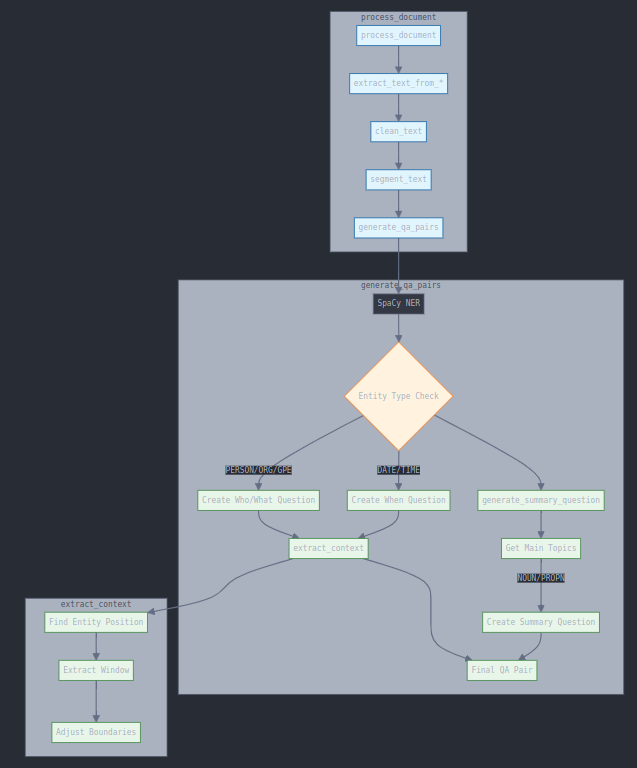 process_document
process_document
extract_text_from_*
clean_text
segment_text
generate_qa_pairs
generate_qa_pairs
SpaCy NER
Entity Type Check
PERSON/ORG/GPE
DATE/TIME
Create Who/What Question
Create When Question
generate_summary_question
extract_context
Get Main Topics
NOUN/PROPN
extract_context
Find Entity Position
Create Summary Question
Extract Window
Final QA Pair
Adjust Boundaries